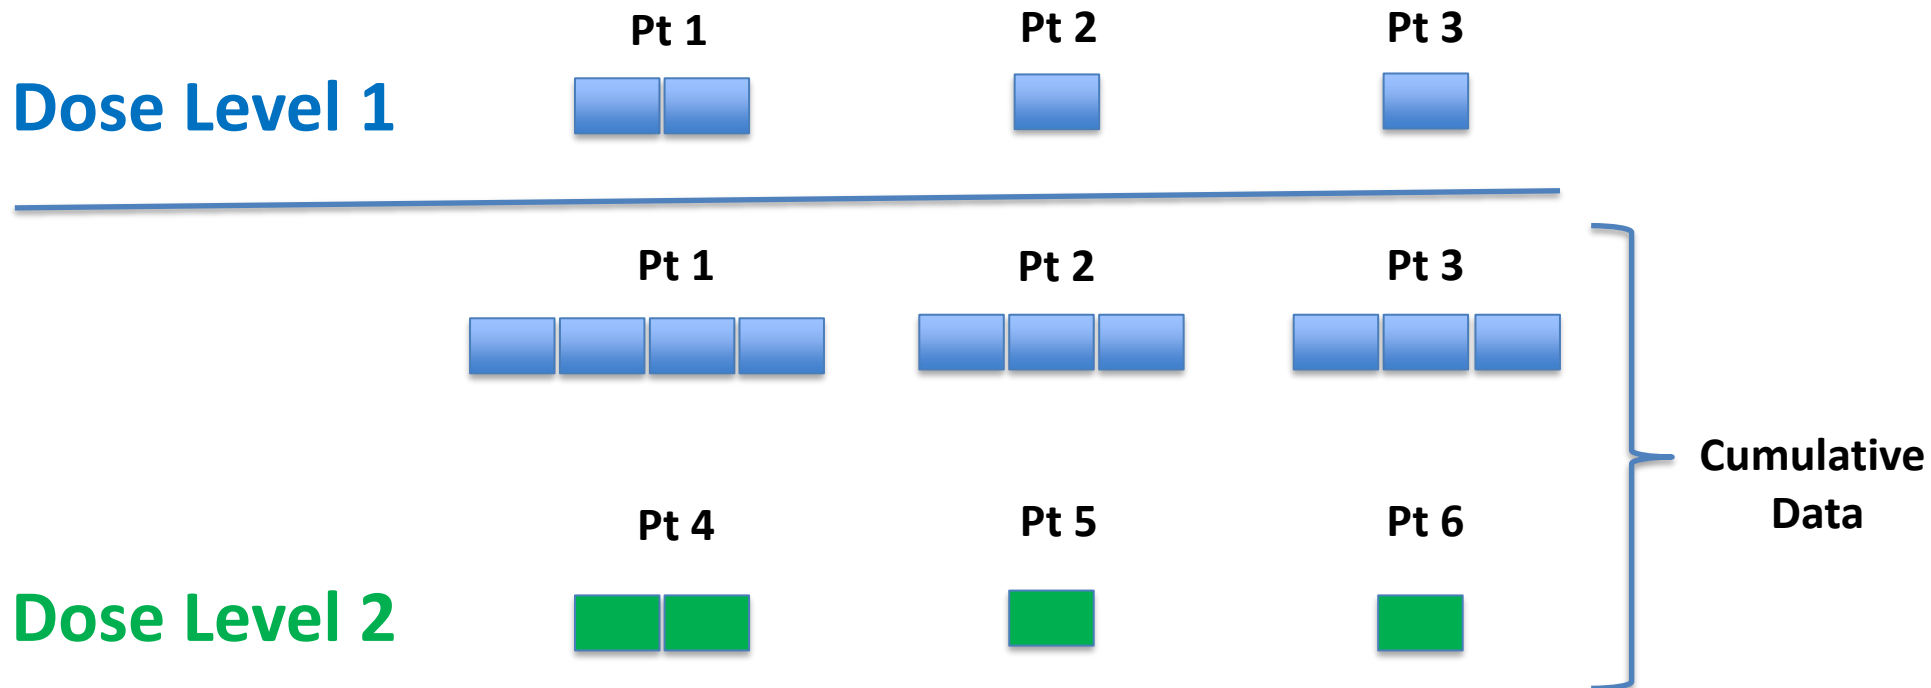 Pt 1
Pt 2
Pt 3
Dose Level 1
Pt 1
Pt 2
Pt 3
Cumulative
Data
Pt 4
Pt 5
Pt 6
Dose Level 2